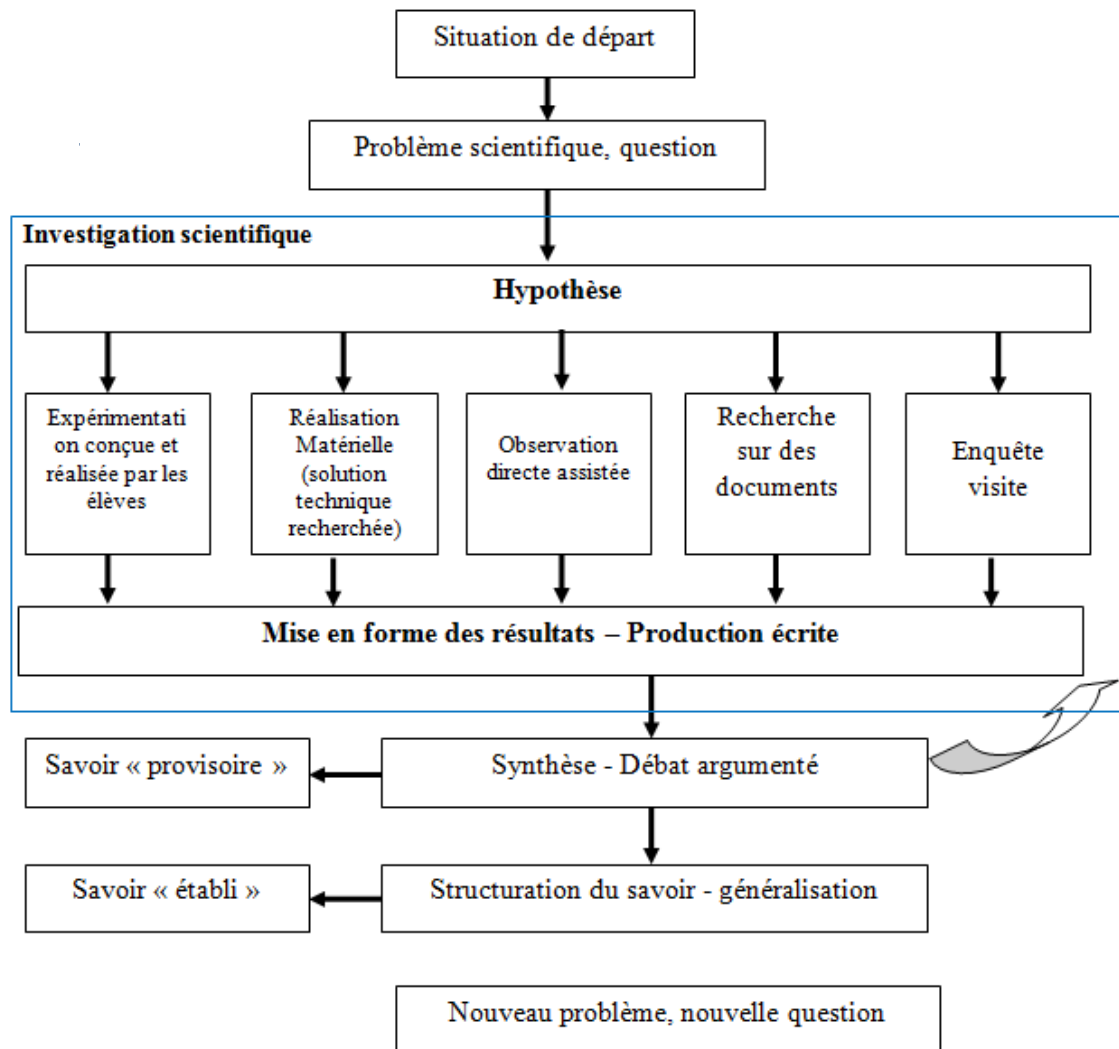 Situation de départ
Problème scientifique, question
Investigation scientifique
Hypothèse
Expérimentati
on conçue et
réalisée par les
élèves
Réalisation
Matérielle
(solution
technique
recherchée)
Observation
directe assistée
Recherche
sur des
documents
Enquête
visite
Mise en forme des résultats – Production écrite
Savoir « provisoire »
Synthèse - Débat argumenté
Savoir « établi »
Structuration du savoir - généralisation
Nouveau problème, nouvelle question